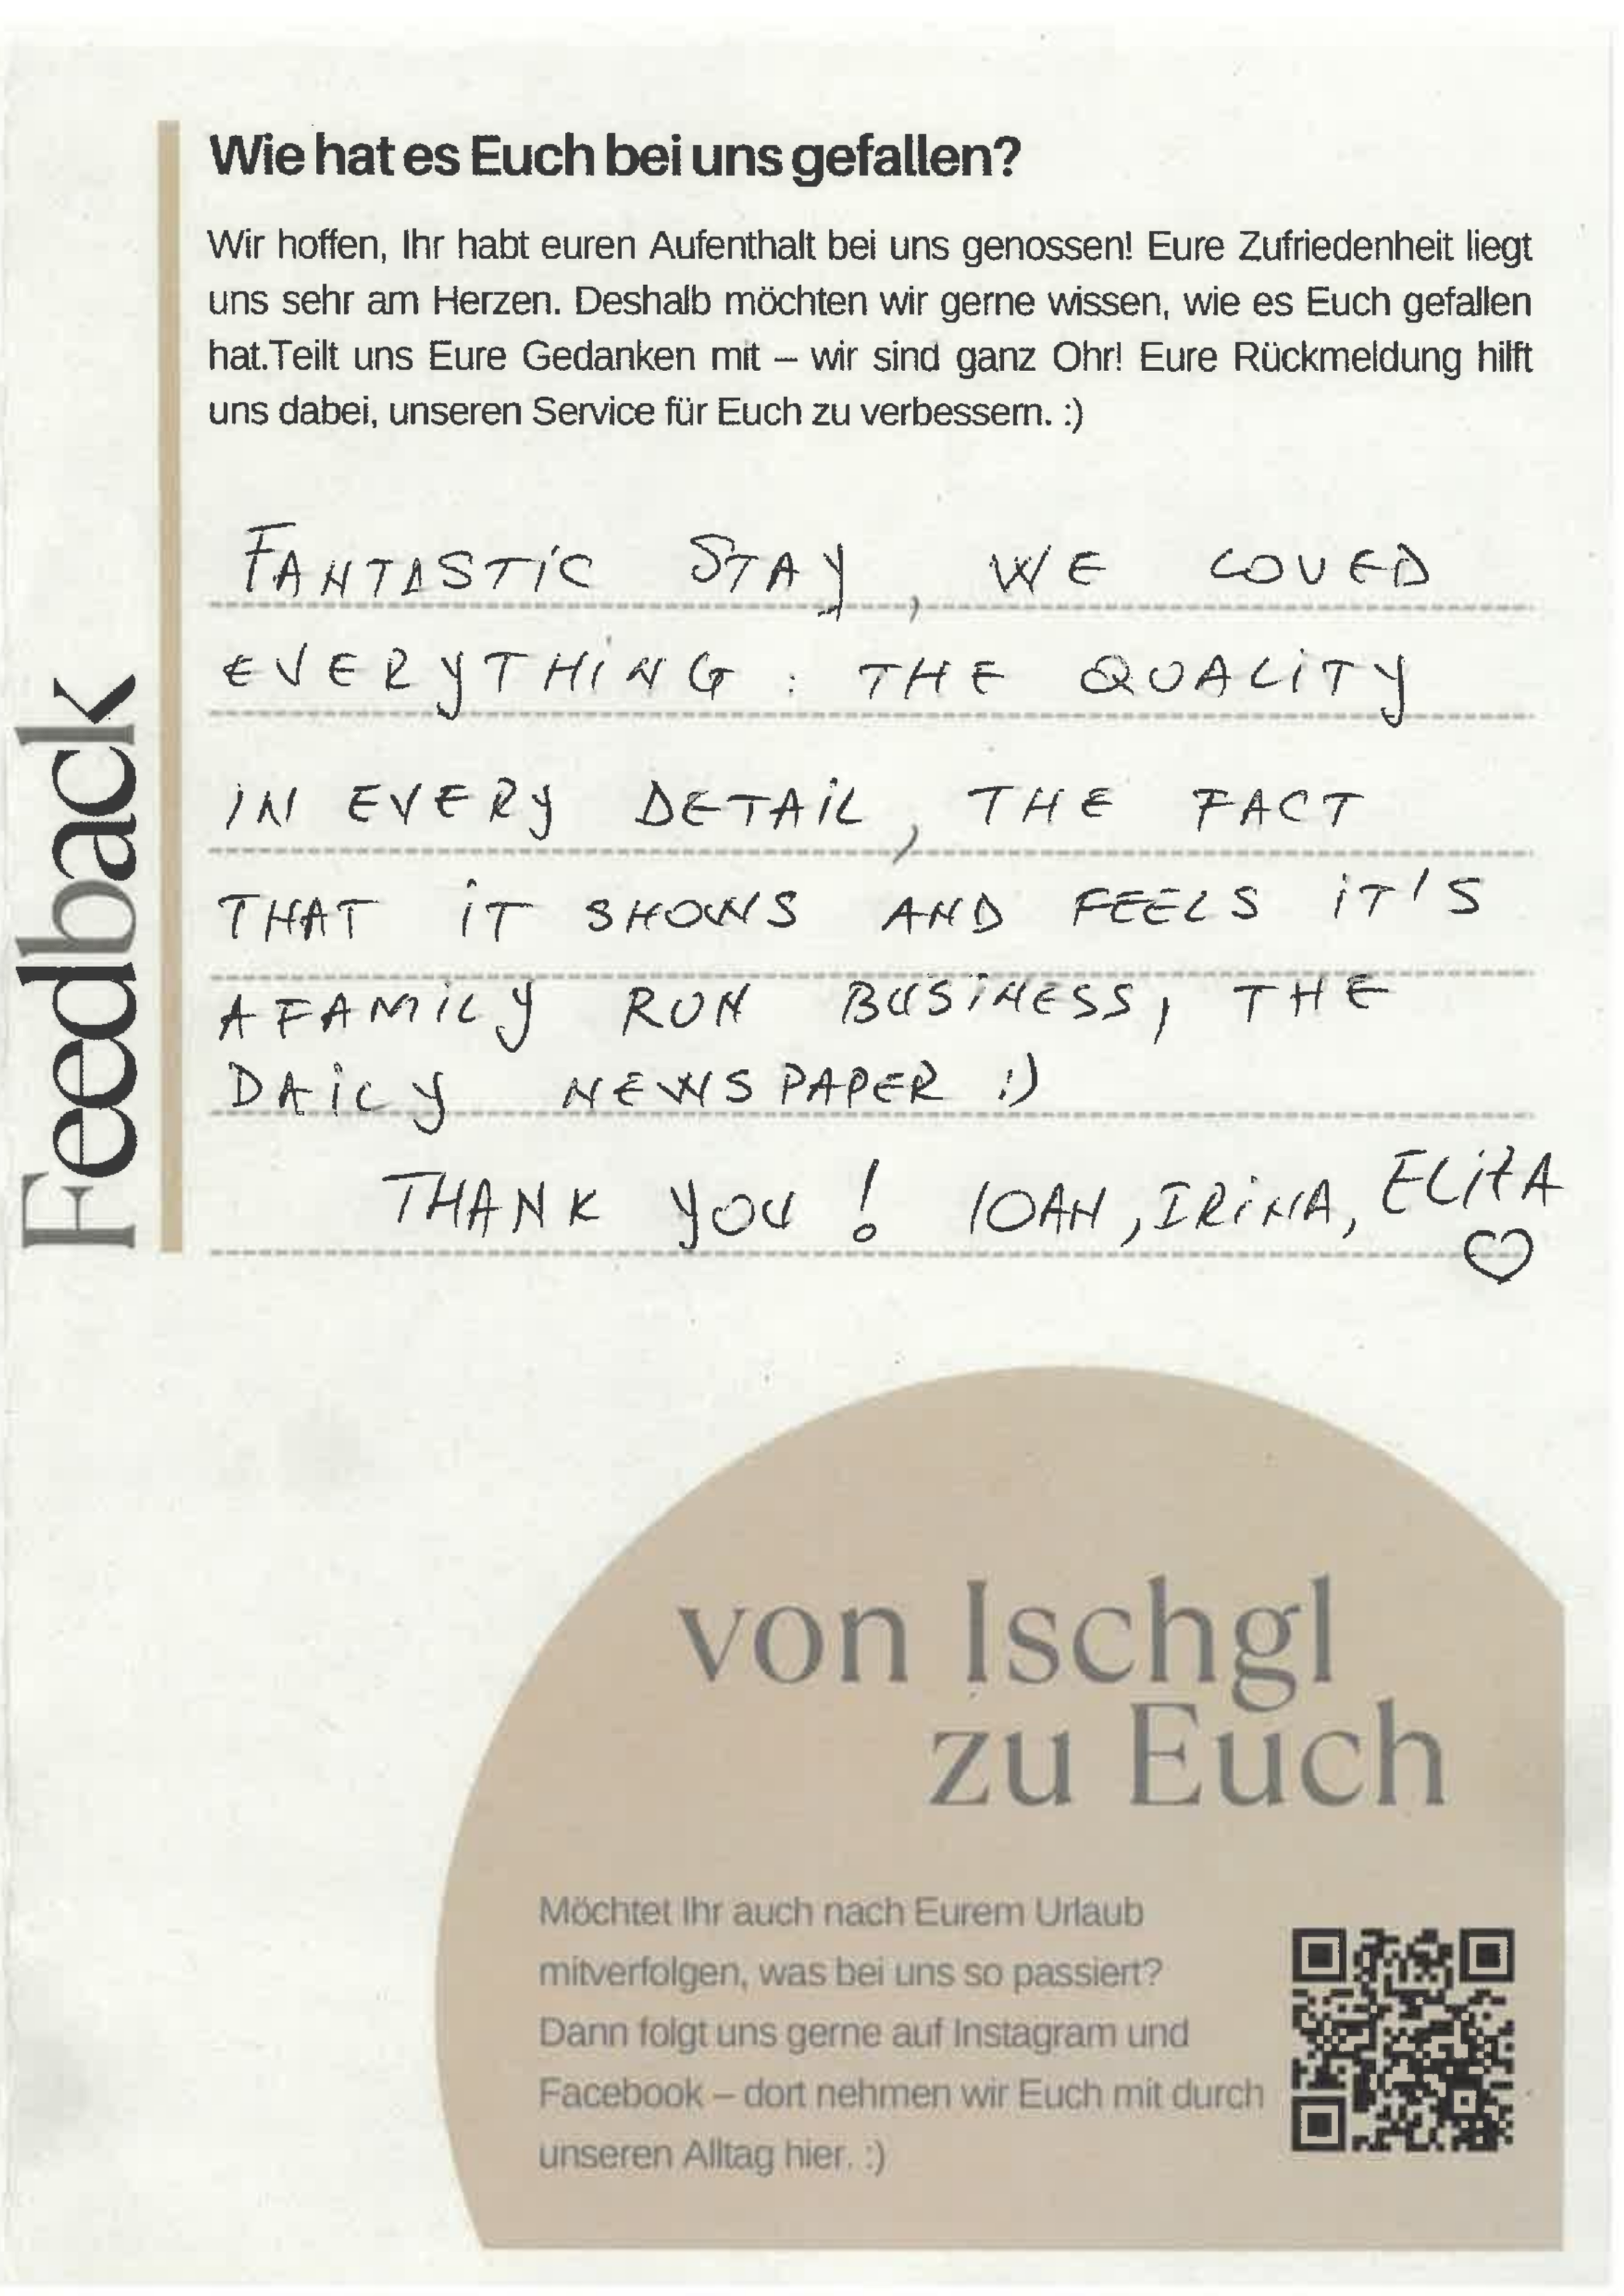 Feedback
Wie hat es Euch bei uns gefallen?
Wir hoffen, Ihr habt euren Aufenthalt bei uns genossen! Eure Zufriedenheit liegt
uns sehr am Herzen. Deshalb möchten wir gerne wissen, wie es Euch gefallen
hat.Teilt uns Eure Gedanken mit – wir sind ganz Ohr! Eure Rückmeldung hilft
uns dabei, unseren Service für Euch zu verbessern. :)
FANTASTIC STAY, WE LOVED
EVERYTHING: THE QUALITY
IN EVERY DETAIL, THE FACT
THAT IT SHOWS AND FEELS IT'S
A FAMILY RUN BUSINESS, THE
DAILY NEWSPAPER :)
THANK YOU! IOAN, IRINA,
von Ischgl
zu Euch
Möchtet Ihr auch nach Eurem Urlaub
mitverfolgen, was bei uns so passiert?
Dann folgt uns gerne auf Instagram und
Facebook – dort nehmen wir Euch mit durch
unseren Alltag hier. :)